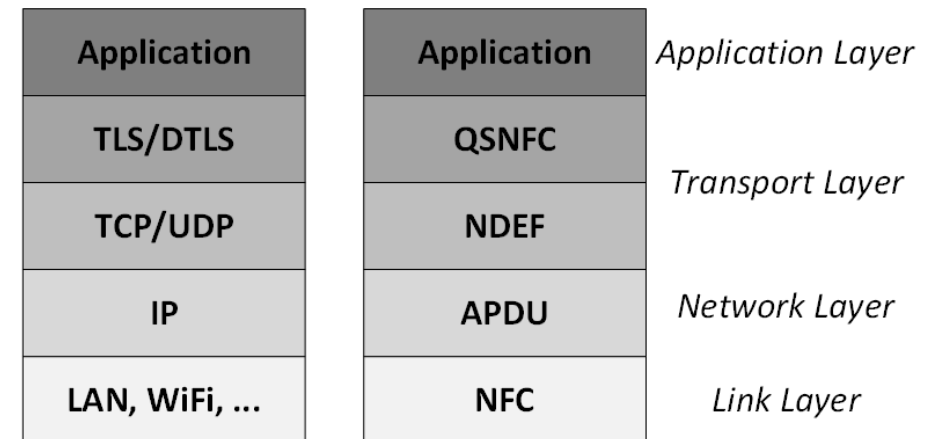 Application
Application
Application Layer
TLS/DTLS
QSNFC
Transport Layer
TCP/UDP
NDEF
IP
APDU
Network Layer
LAN, WiFi, ...
NFC
Link Layer